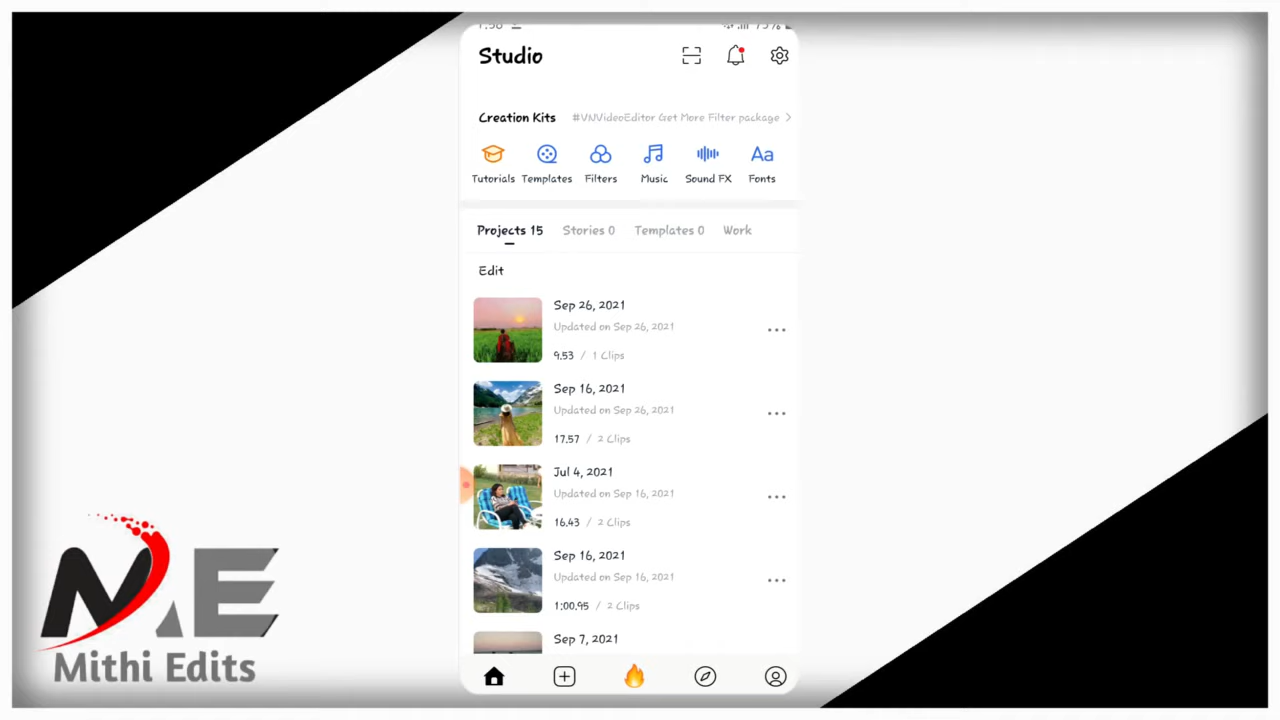 Studio
Creation Kits #VNVideoEditor Get More Filter package
Tutorials Templates Filters Music Sound FX Fonts
Aa
Projects 15 Stories 0 Templates 0 Work
Edit
Sep 26, 2021
Updated on Sep 26, 2021
9.53 / 1 Clips
Sep 16, 2021
Updated on Sep 26, 2021
17.57 / 2 Clips
Jul 4, 2021
Updated on Sep 16, 2021
16.43 / 2 Clips
Sep 16, 2021
Updated on Sep 16, 2021
1:00.95 / 2 Clips
Sep 7, 2021
ME
Mithi Edits